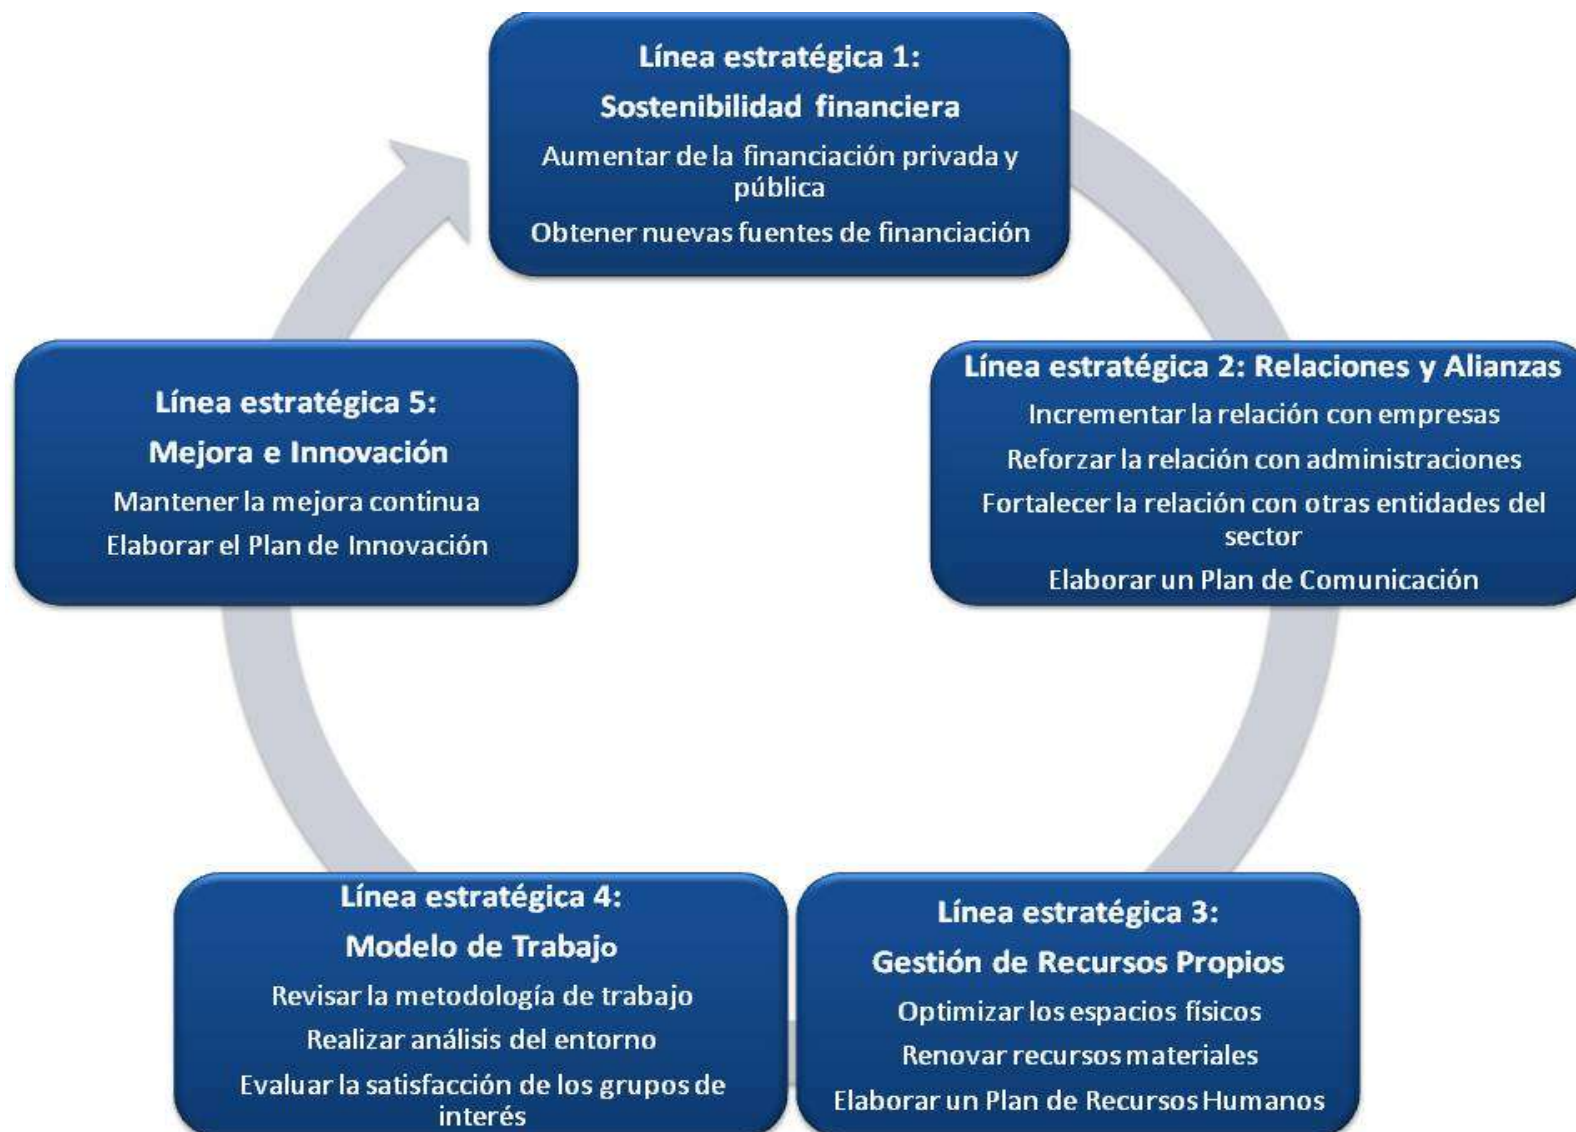 Línea estratégica 1:
Sostenibilidad financiera
Aumentar de la financiación privada y
pública
Obtener nuevas fuentes de financiación
Línea estratégica 2: Relaciones y Alianzas
Incrementar la relación con empresas
Reforzar la relación con administraciones
Fortalecer la relación con otras entidades del
sector
Elaborar un Plan de Comunicación
Línea estratégica 3:
Gestión de Recursos Propios
Optimizar los espacios físicos
Renovar recursos materiales
Elaborar un Plan de Recursos Humanos
Línea estratégica 4:
Modelo de Trabajo
Revisar la metodología de trabajo
Realizar análisis del entorno
Evaluar la satisfacción de los grupos de
interés
Línea estratégica 5:
Mejora e Innovación
Mantener la mejora continua
Elaborar el Plan de Innovación